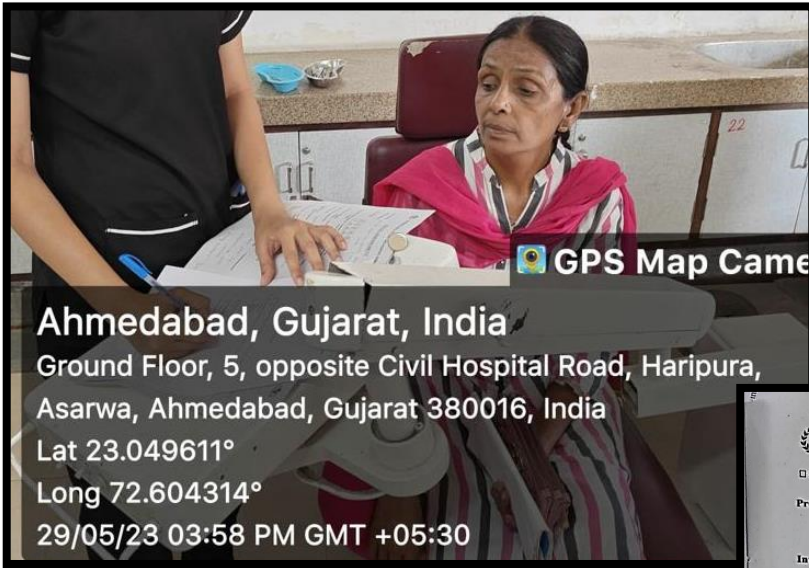 22
GPS Map Came
Ahmedabad, Gujarat, India
Ground Floor, 5, opposite Civil Hospital Road, Haripura,
Asarwa, Ahmedabad, Gujarat 380016, India
Lat 23.049611°
Long 72.604314°
29/05/23 03:58 PM GMT +05:30